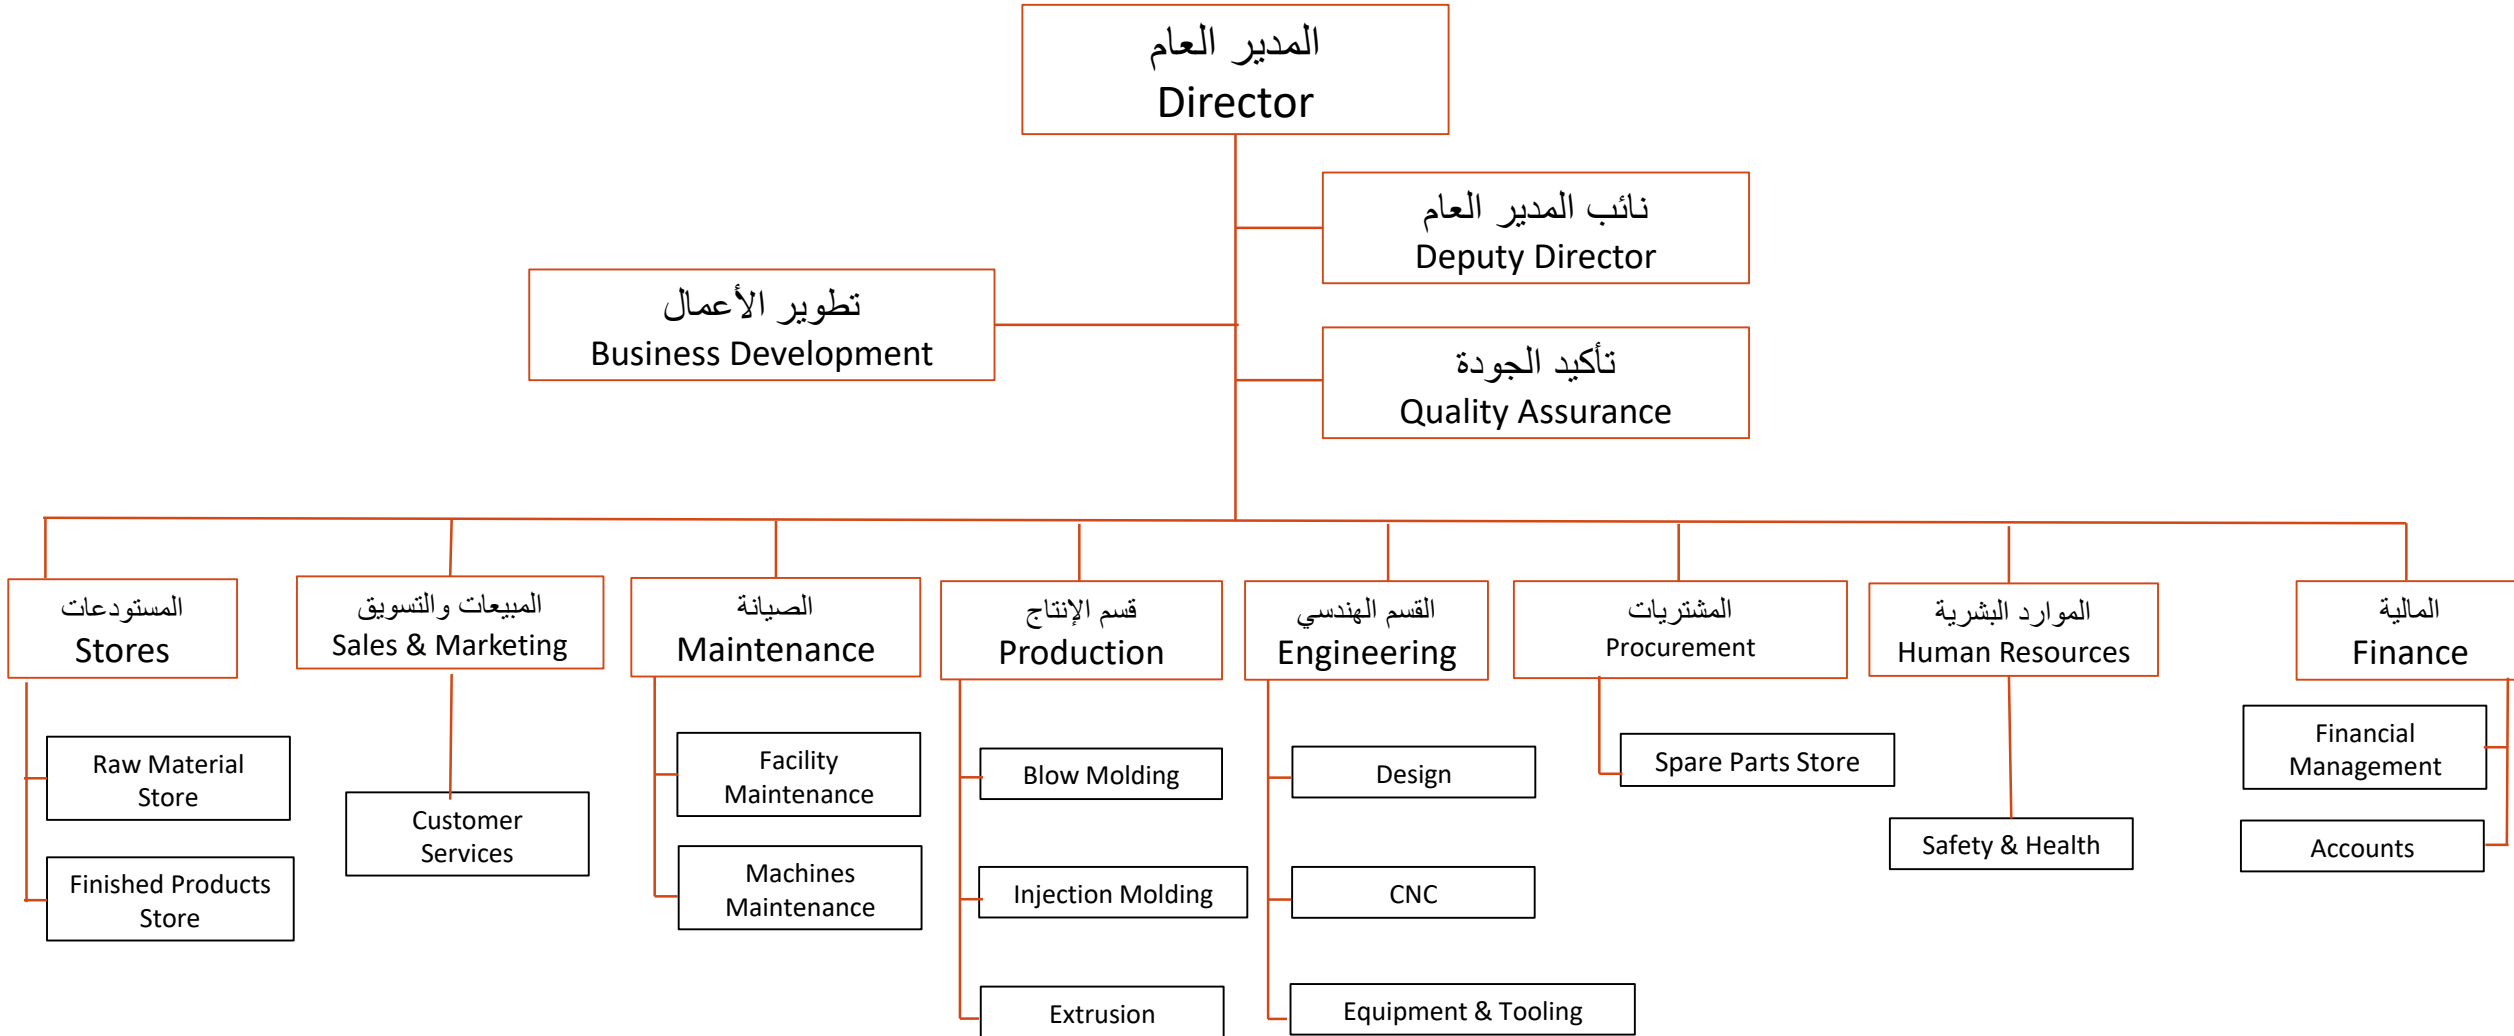 المدير العام
Director
نائب المدير العام
Deputy Director
تطوير الأعمال
Business Development
تأكيد الجودة
Quality Assurance
المستودعات
Stores
المبيعات والتسويق
Sales & Marketing
الصيانة
Maintenance
قسم الإنتاج
Production
القسم الهندسي
Engineering
المشتريات
Procurement
الموارد البشرية
Human Resources
المالية
Finance
Raw Material
Store
Finished Products
Store
Customer
Services
Facility
Maintenance
Machines
Maintenance
Blow Molding
Injection Molding
Extrusion
Design
CNC
Equipment & Tooling
Spare Parts Store
Safety & Health
Financial
Management
Accounts